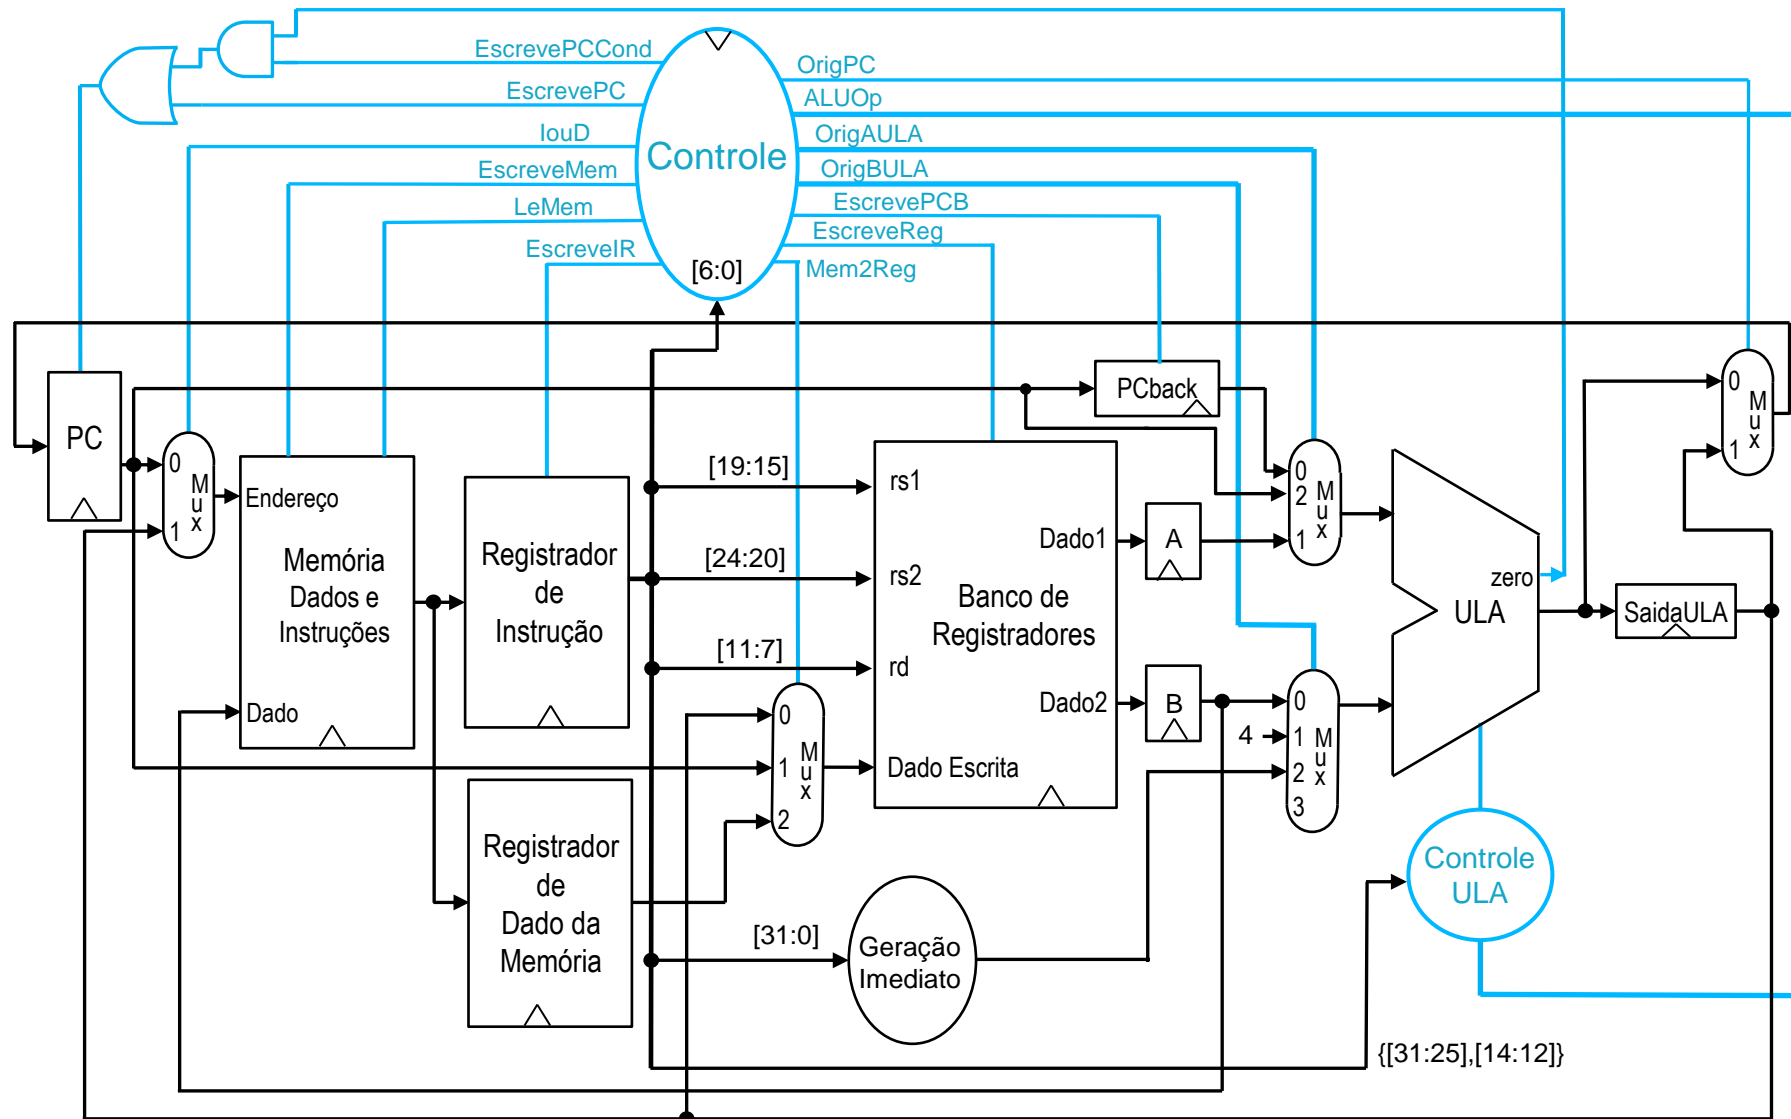 EscrevePCCond
EscrevePC
IouD
EscreveMem
LeMem
EscreveIR
Controle
[6:0]
OrigPC
ALUOp
OrigAULA
OrigBULA
EscrevePCB
EscreveReg
Mem2Reg
PC
0
1
M
u
x
Endereço
Memória
Dados e
Instruções
Dado
Registrador
de
Instrução
Registrador
de
Dado da
Memória
[19:15]
[24:20]
[11:7]
0
1
2
M
u
x
rs1
rs2
rd
Dado Escrita
Banco de
Registradores
Dado1
Dado2
[31:0]
Geração
Imediato
PCback
A
B
4
0
2
1
M
u
x
0
1
2
3
M
u
x
zero
ULA
Controle
ULA
{[31:25],[14:12]}
SaidaULA
0
1
M
u
x